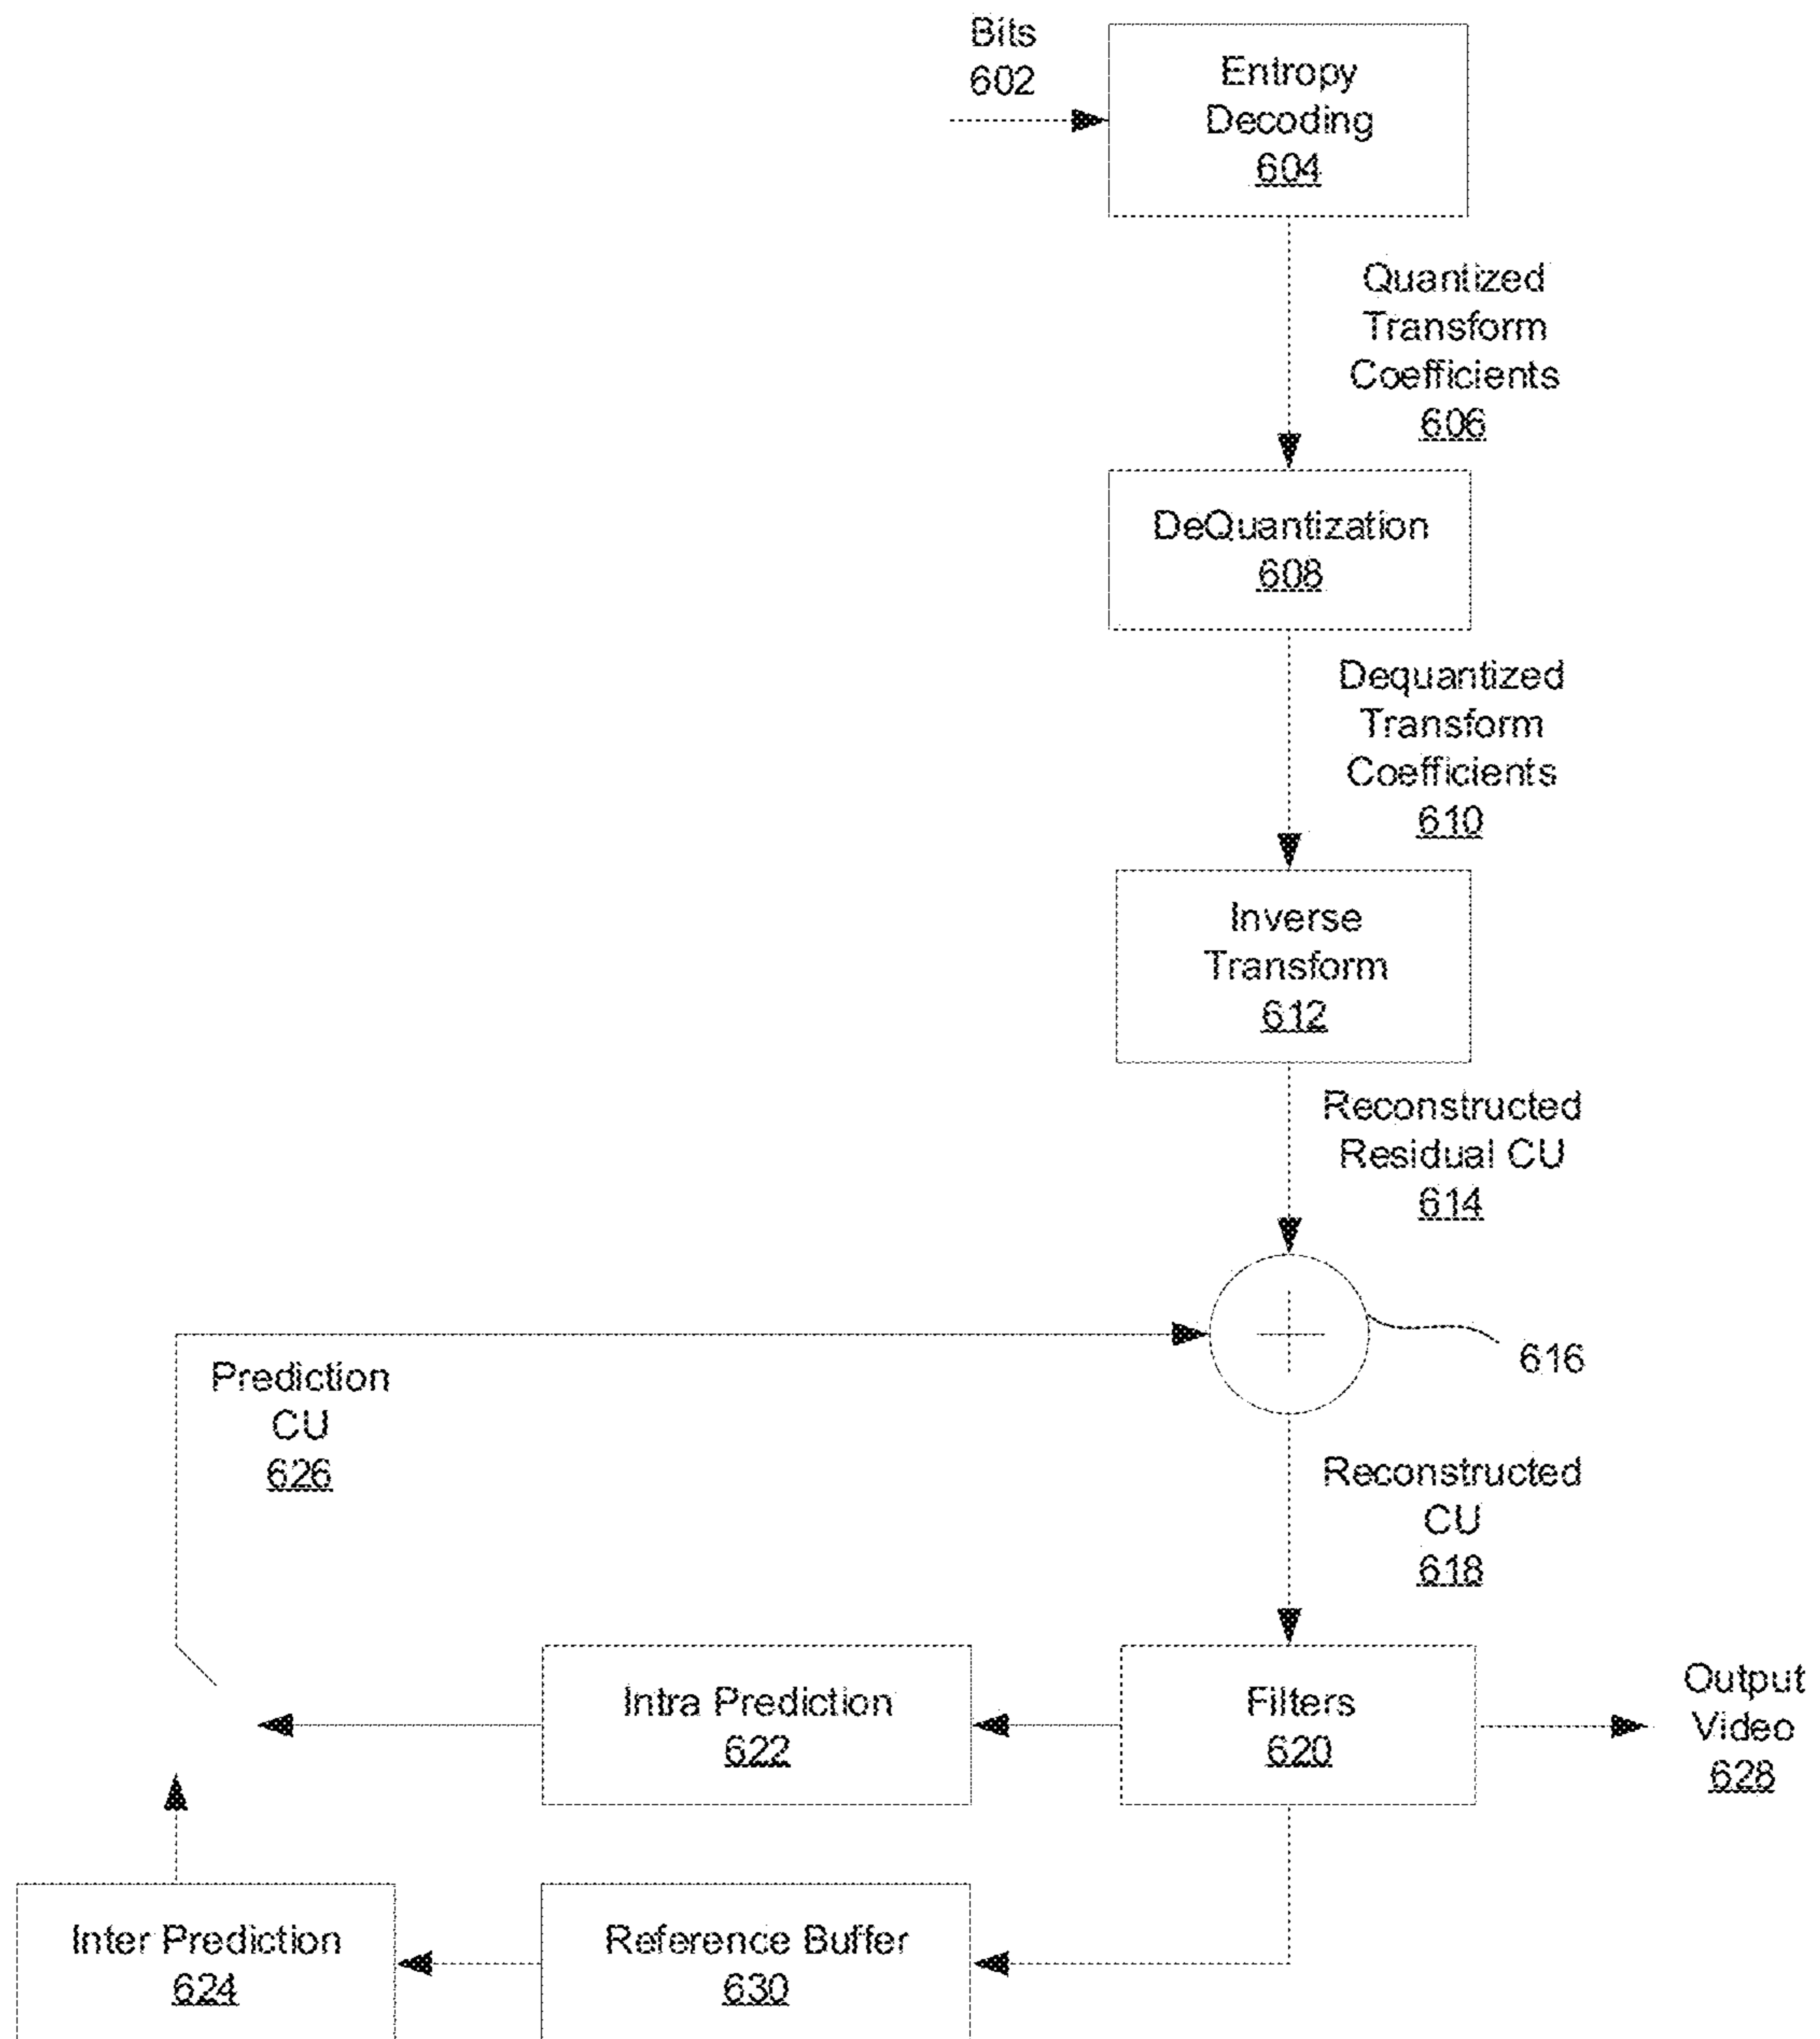 Bits
602
Entropy
Decoding
604
Quantized
Transform
Coefficients
606
DeQuantization
608
Dequantized
Transform
Coefficients
610
Inverse
Transform
612
Reconstructed
Residual CU
614
616
Prediction
CU
626
Reconstructed
CU
618
Intra Prediction
622
Filters
620
Output
Video
628
Inter Prediction
624
Reference Buffer
630